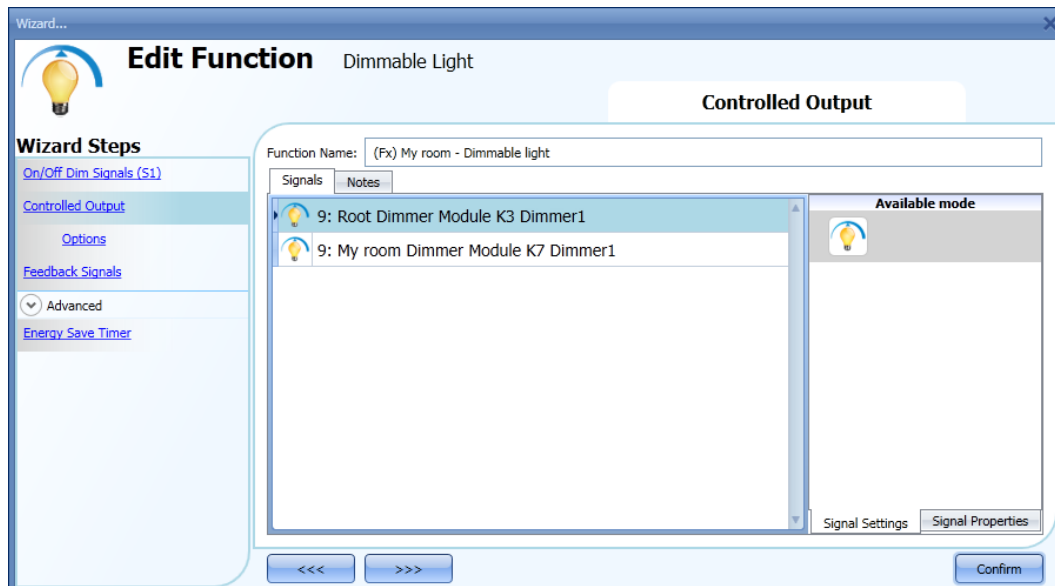 Wizard...
Edit Function Dimmable Light
Controlled Output
Wizard Steps
On/Off Dim Signals (S1)
Controlled Output
Options
Feedback Signals
Advanced
Energy Save Timer
Function Name: (Fx) My room - Dimmable light
Signals Notes
9: Root Dimmer Module K3 Dimmer1
9: My room Dimmer Module K7 Dimmer1
Available mode
Signal Settings Signal Properties
<<< >>> Confirm